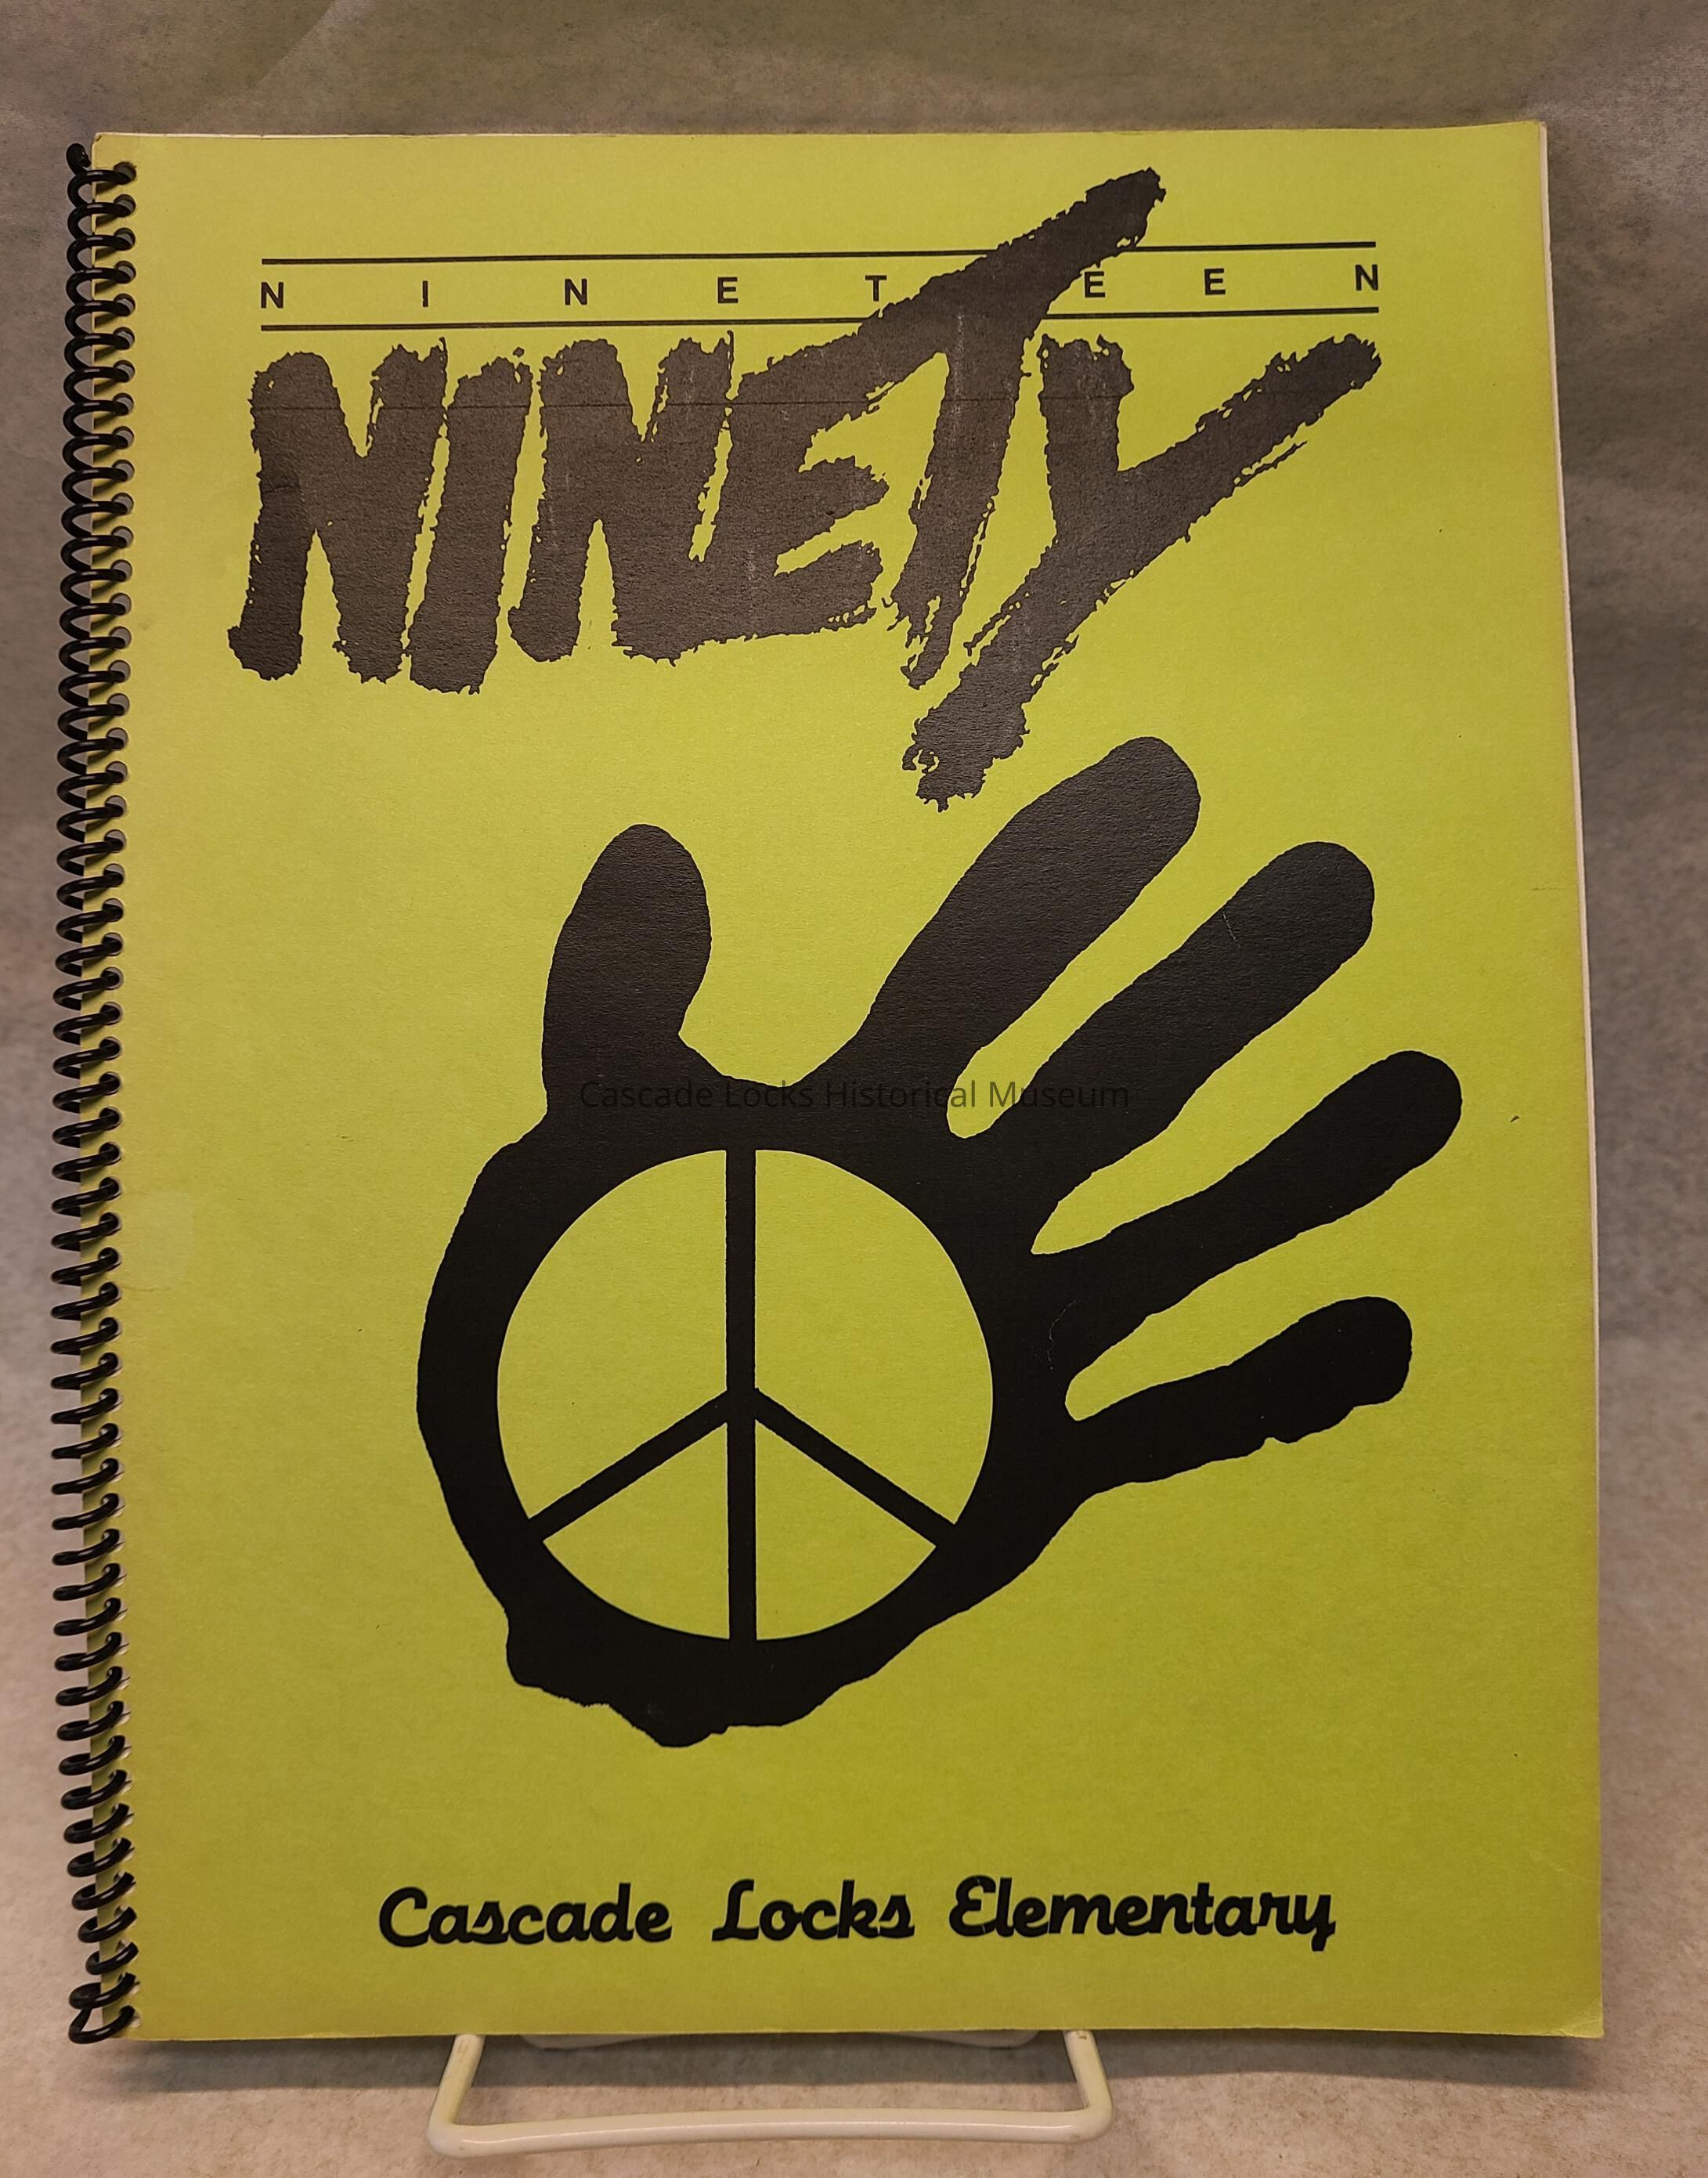 NINETEEN
NINETY
Cascade Locks Historical Museum
Cascade Locks Elementary